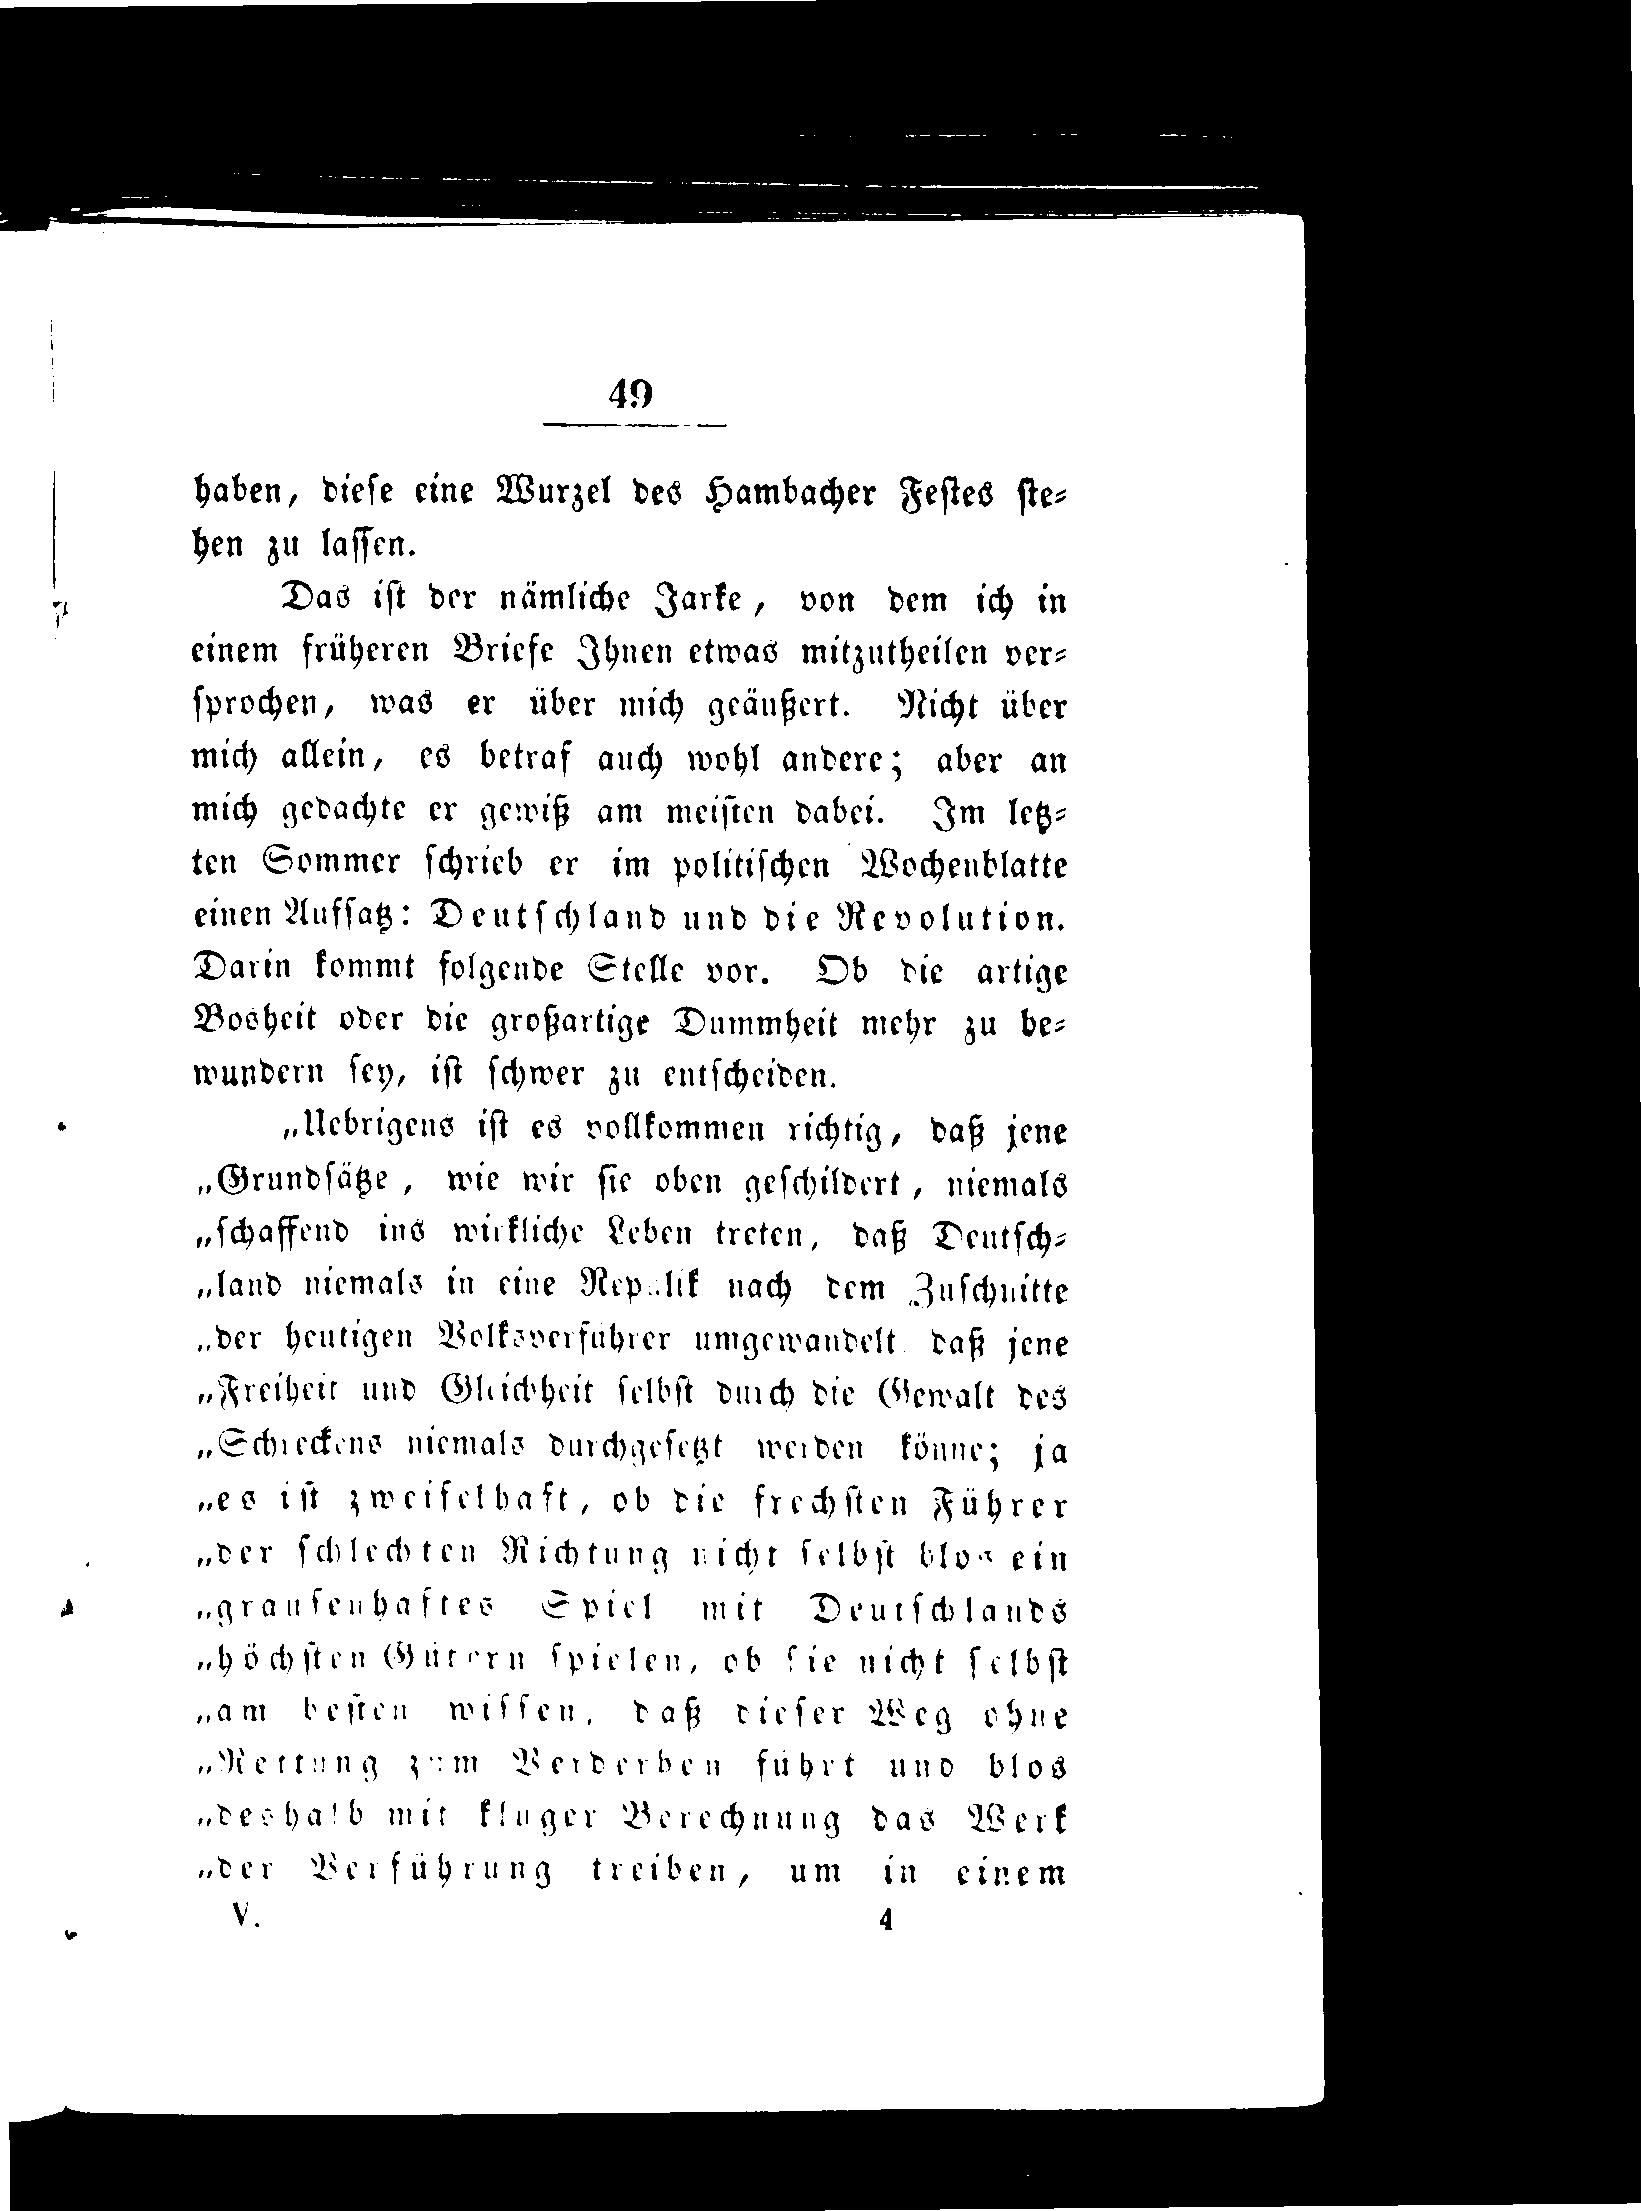 49
haben, dieſe eine Wurzel des Hambacher Feſtes ſte⸗
hen zu laſſen.
Das iſt der nämliche Jarke, von dem ich in
einem früheren Briefe Ihnen etwas mitzutheilen ver⸗
ſprochen, was er über mich geäußert. Nicht über
mich allein, es betraf auch wohl andere; aber an
mich gedachte er gewiß am meiſten dabei. Im letz⸗
ten Sommer ſchrieb er im politiſchen Wochenblatte
einen Aufſatz: Deutſchland und die Revolution.
Darin kommt folgende Stelle vor. Ob die artige
Bosheit oder die großartige Dummheit mehr zu be⸗
wundern ſey, iſt ſchwer zu entſcheiden.
„Uebrigens iſt es vollkommen richtig, daß jene
„Grundſätze, wie wir ſie oben geſchildert, niemals
„ſchaffend ins wirkliche Leben treten, daß Deutſch⸗
„land niemals in eine nach dem Zuſchnitte
„der heutigen Volksverführer umgewandelt daß jene
„Freiheit und Gleichheit ſelbſt durch die Gewalt des
„Schreckens niemals durchgeſetzt werden könne; ja
„es iſt zweifelhaft, ob die frechſten Führer
„der ſchlechten Richtung nicht ſelbſt blos ein
„grauſenhaftes Spiel mit Deutſchlands
„höchſten Gütern ſpielen, ob ſie nicht ſelbſt
„am beſten wiſſen, daß dieſer Weg ohne
„Rettung zum Verderben führt und blos
„deshalb mit kluger Berechnung das Werk
„der Verführung treiben, um in einem
V. 4